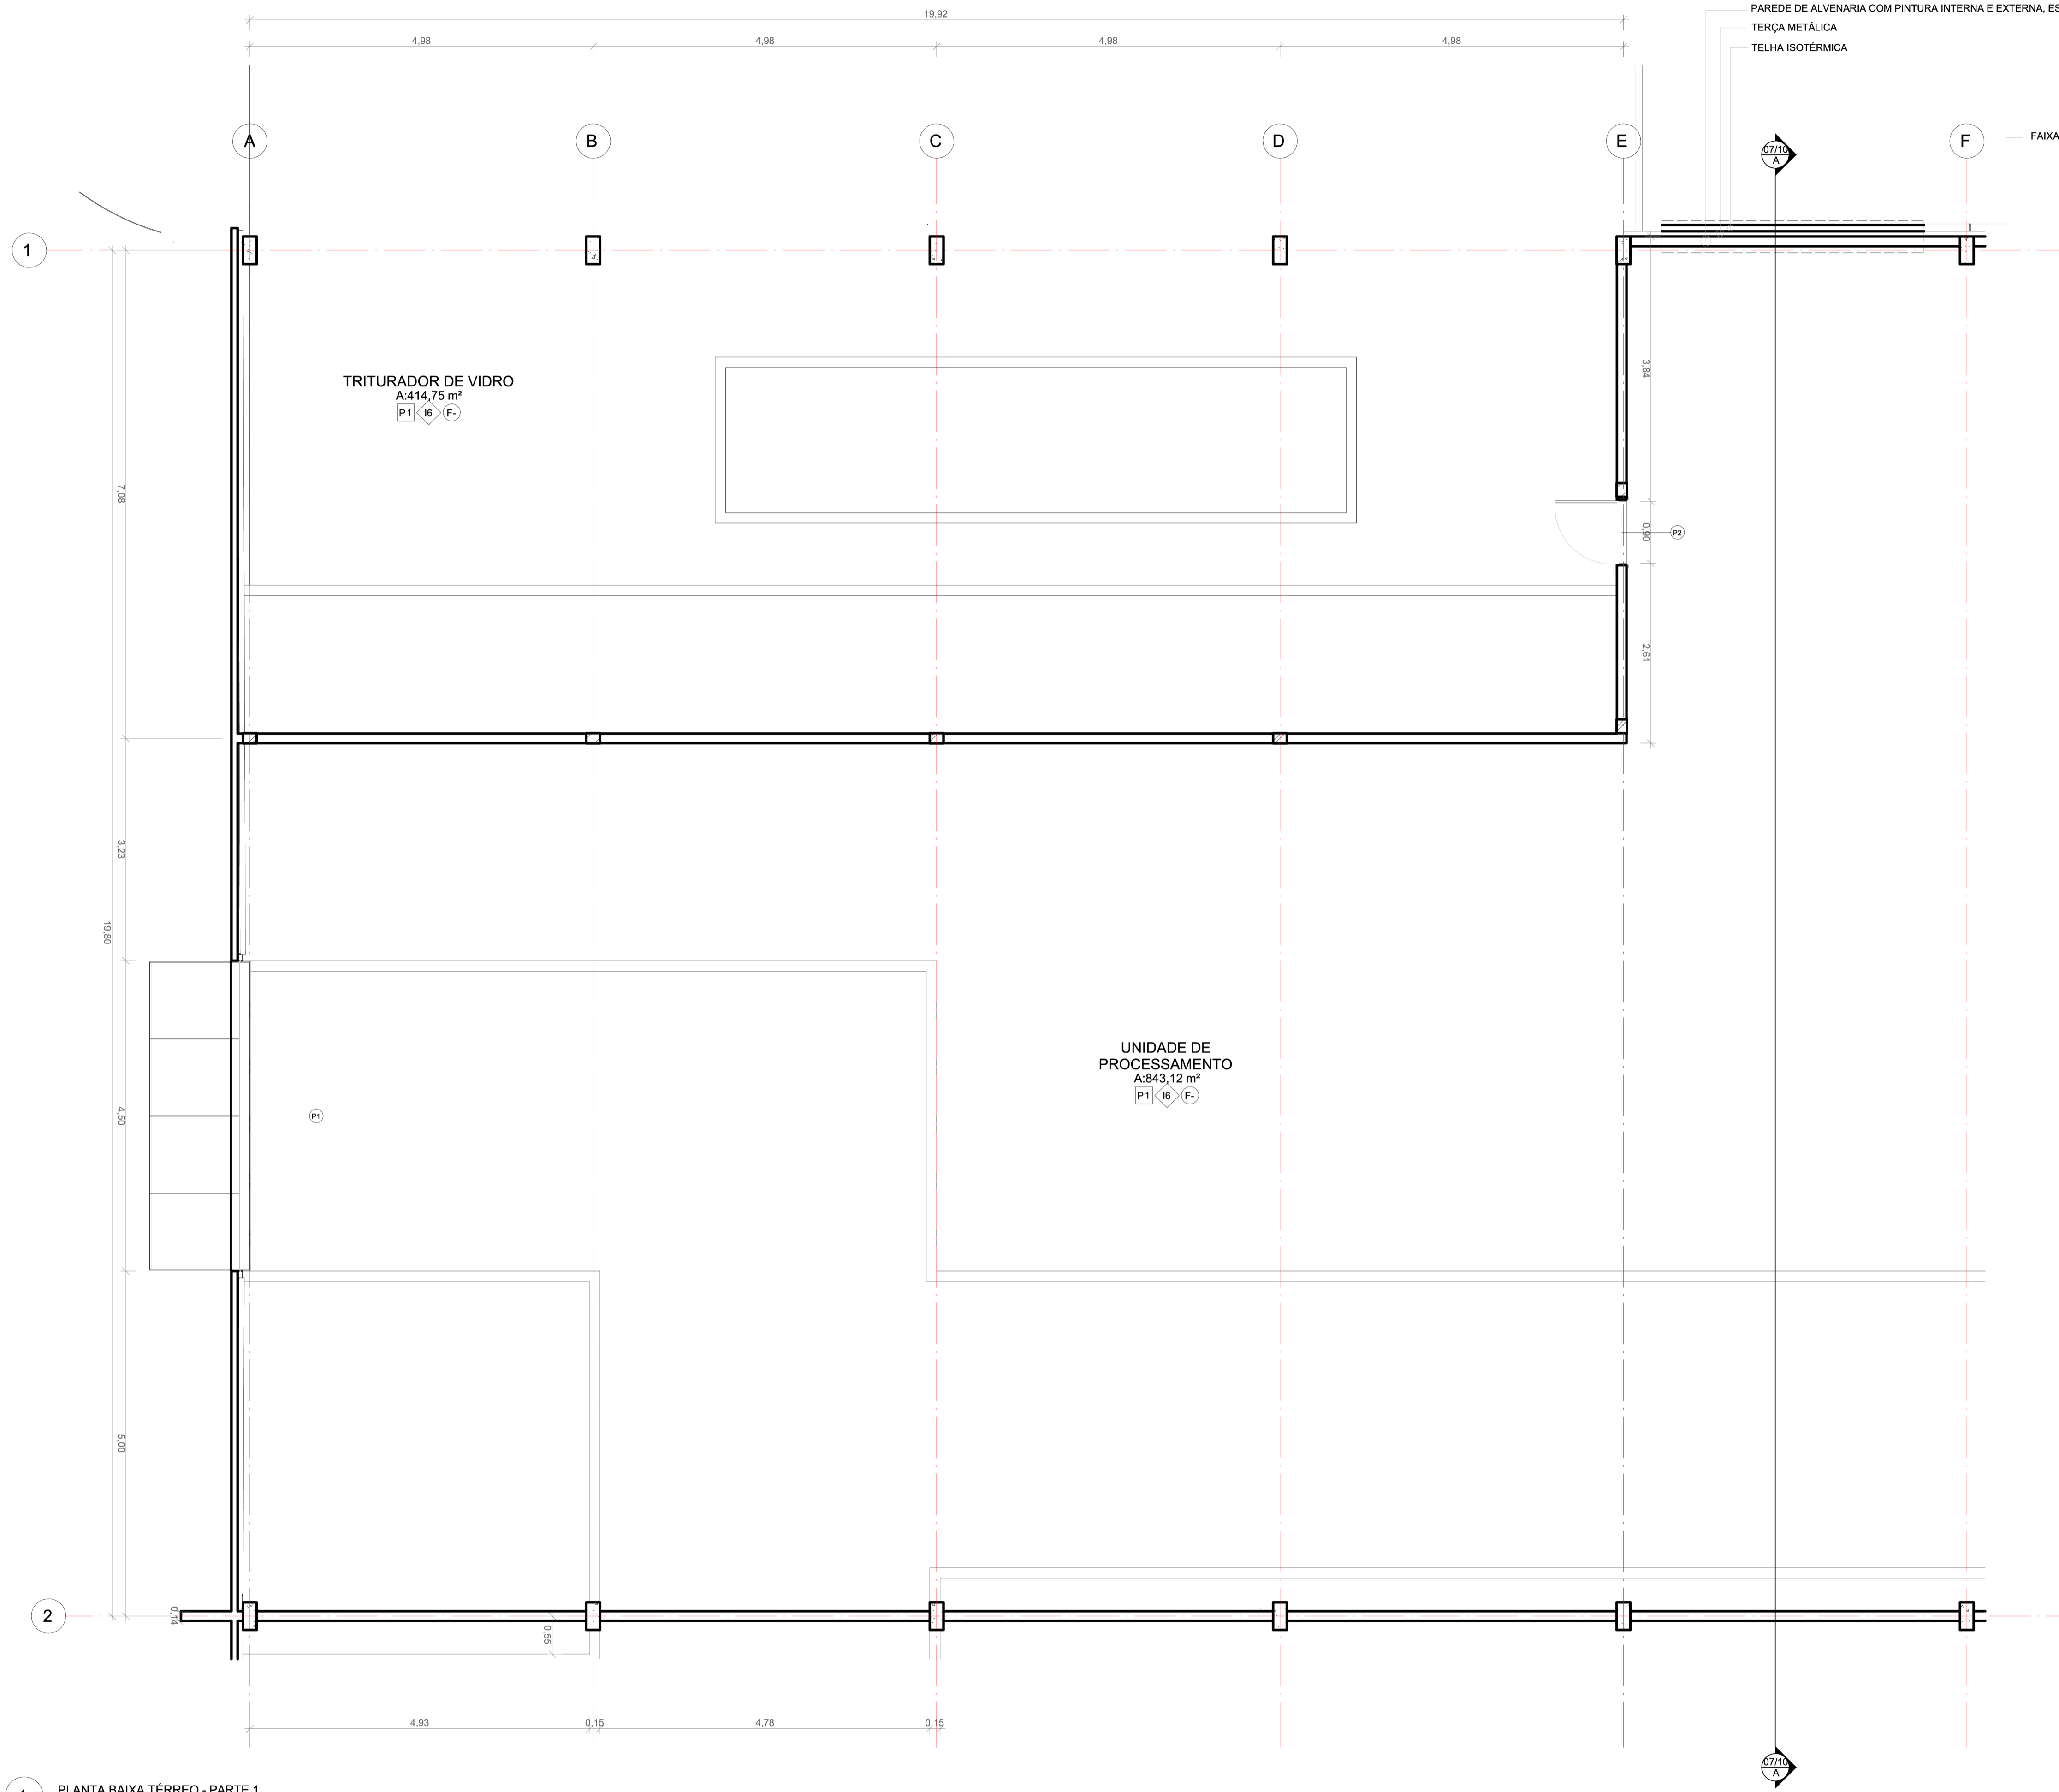 19,92
PAREDE DE ALVENARIA COM PINTURA INTERNA E EXTERNA, ES
TERÇA METÁLICA
TELHA ISOTÉRMICA
4,98
4,98
4,98
4,98
FAIXA
A
B
C
D
E
07/10
A
F
1
TRITURADOR DE VIDRO
A:414,75 m²
P1 I6 F-
3,84
7,08
0,90
P2
2,61
3,23
19,80
UNIDADE DE
PROCESSAMENTO
A:843,12 m²
P1 I6 F-
4,50
P1
5,00
2
0,14
0,55
4,93
0,15
4,78
0,15
07/10
A
1
PLANTA BAIXA TÉRREO - PARTE 1